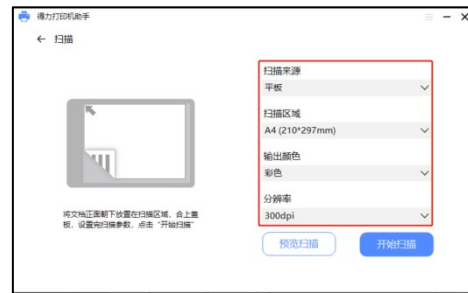 得力打印机助手
← 扫描
扫描来源
平板
扫描区域
A4 (210*297mm)
输出颜色
彩色
分辨率
300dpi
将文档正面朝下放置在扫描区域、合上盖
板，设置完扫描参数，点击“开始扫描”
预览扫描
开始扫描